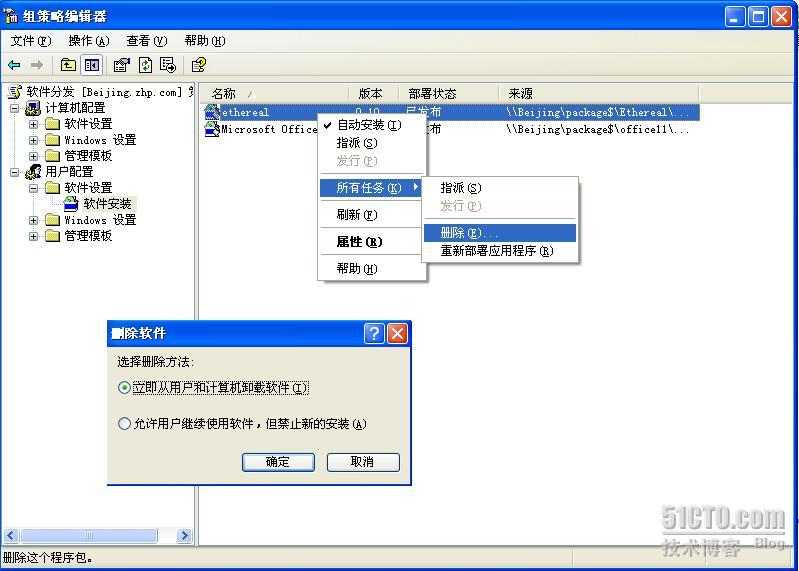 组策略编辑器
文件(F) 操作(A) 查看(V) 帮助(H)
软件分发 [Beijing.zhp.com]
计算机配置
软件设置
Windows 设置
管理模板
用户配置
软件设置
软件安装
Windows 设置
管理模板
名称 版本 部署状态 来源
ethereal 0.10 已发布 \\Beijing\package$\Ethereal\...
Microsoft Office 布 \\Beijing\package$\office11\...
自动安装(I)
指派(S)
发行(P)
所有任务(K)
刷新(F)
属性(R)
帮助(H)
指派(S)
发行(P)
删除(E)...
重新部署应用程序(R)
删除软件
选择删除方法:
立即从用户和计算机卸载软件(I)
允许用户继续使用软件，但禁止新的安装(A)
确定 取消
删除这个程序包。
51CTO.com
技术博客 Blog